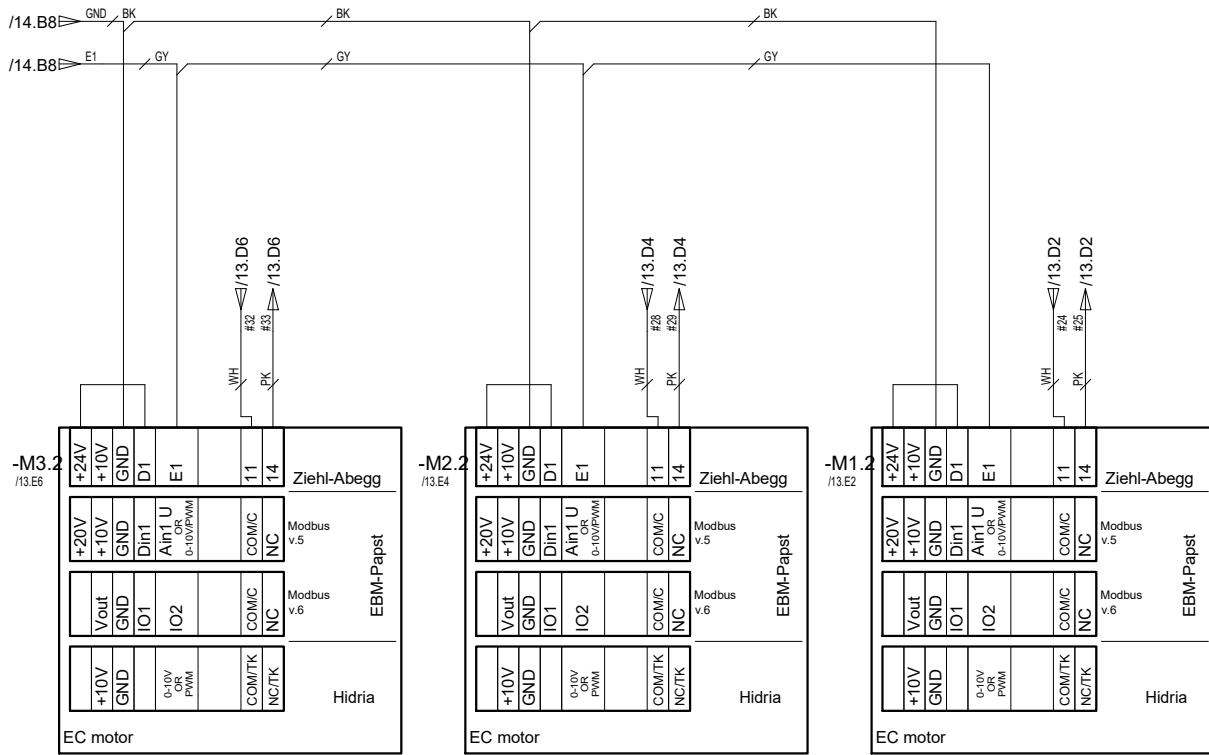 /14.B8 GND BK BK BK
/14.B8 E1 GY GY GY
/13.D6 /13.D6 /13.D4 /13.D4 /13.D2 /13.D2
#32 #33 #28 #29 #24 #25
WH PK WH PK WH PK
-M3.2
/13.E6
+24V +10V GND D1 E1 11 14
Ziehl-Abegg
+20V +10V GND Din1 Ain1 U OR 0-10V/PWM COM/C NC
Modbus
v.5
EBM-Papst
Vout GND IO1 IO2 COM/C NC
Modbus
v.6
+10V GND 0-10V OR PWM COM/TK NC/TK
Hidria
EC motor
-M2.2
/13.E4
+24V +10V GND D1 E1 11 14
Ziehl-Abegg
+20V +10V GND Din1 Ain1 U OR 0-10V/PWM COM/C NC
Modbus
v.5
EBM-Papst
Vout GND IO1 IO2 COM/C NC
Modbus
v.6
+10V GND 0-10V OR PWM COM/TK NC/TK
Hidria
EC motor
-M1.2
/13.E2
+24V +10V GND D1 E1 11 14
Ziehl-Abegg
+20V +10V GND Din1 Ain1 U OR 0-10V/PWM COM/C NC
Modbus
v.5
EBM-Papst
Vout GND IO1 IO2 COM/C NC
Modbus
v.6
+10V GND 0-10V OR PWM COM/TK NC/TK
Hidria
EC motor